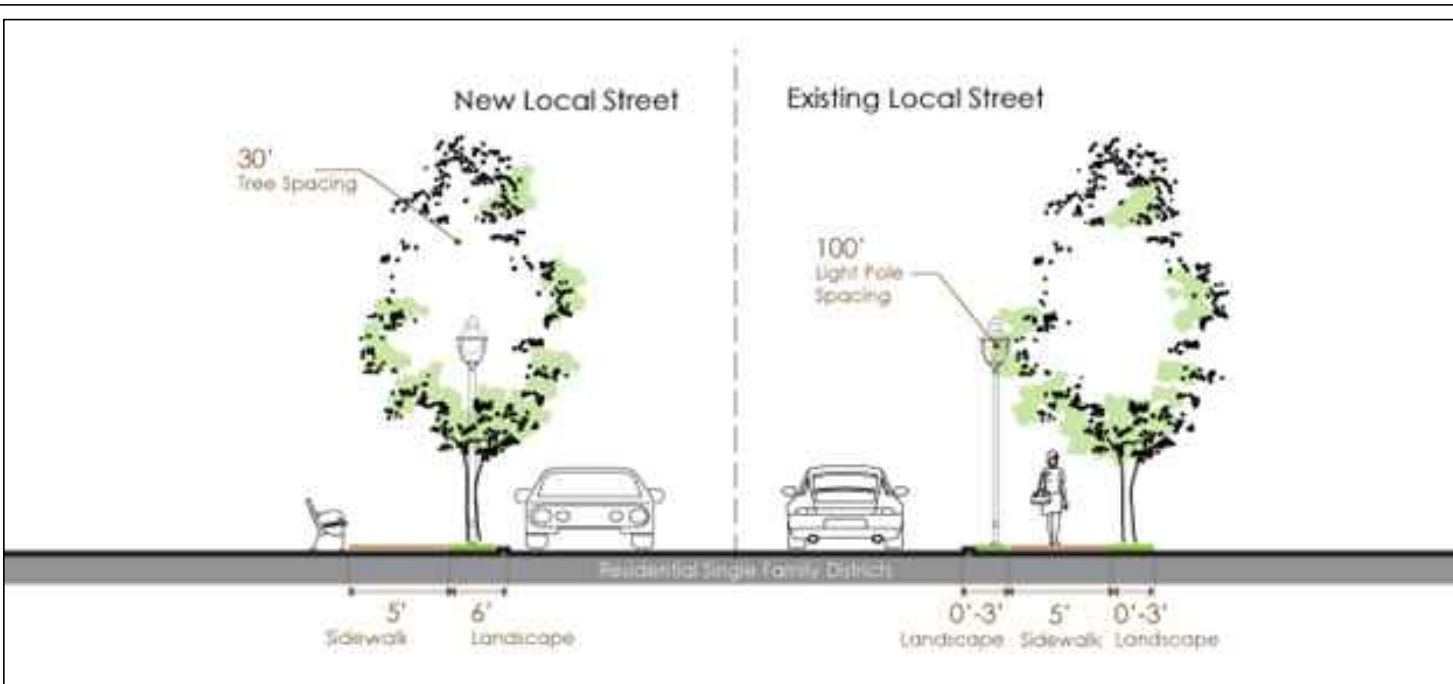 New Local Street
Existing Local Street
30'
Tree Spacing
100'
Light Pole
Spacing
Residential Single Family Districts
5'
Sidewalk
6'
Landscape
0'-3'
Landscape
5'
Sidewalk
0'-3'
Landscape